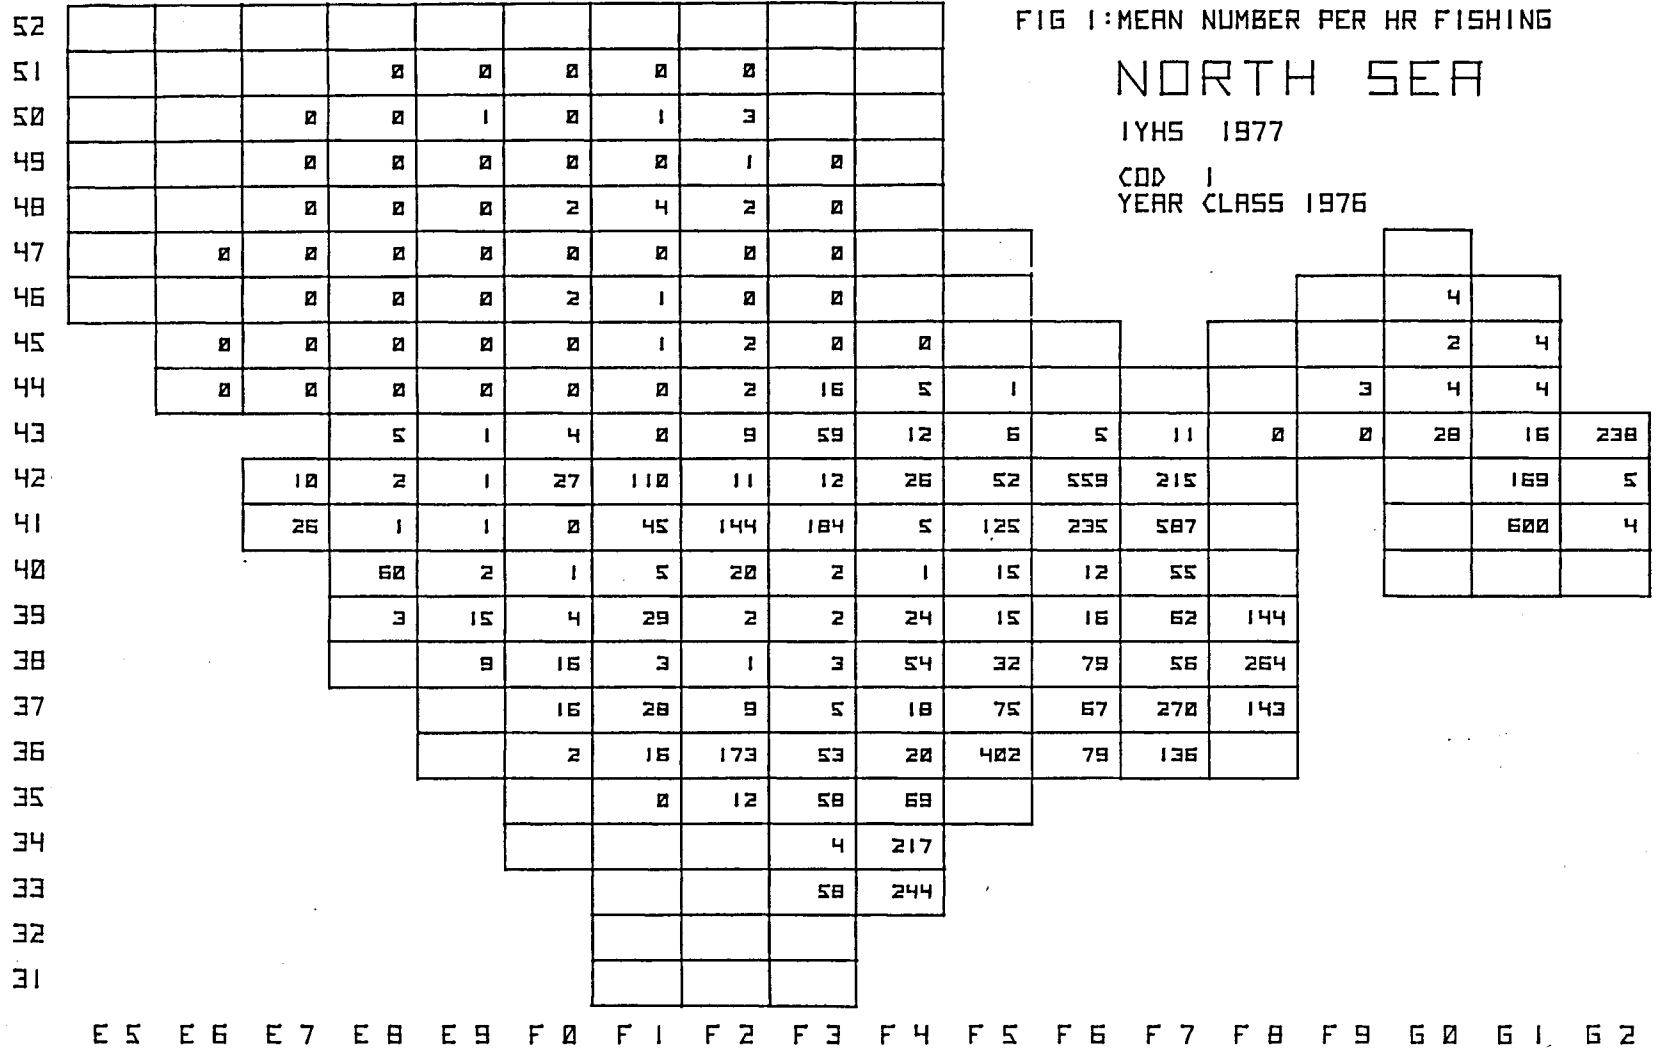 FIG 1:MEAN NUMBER PER HR FISHING
NORTH SEA
IYHS 1977
COD 1
YEAR CLASS 1976
52
51 0 0 0 0 0
50 0 0 1 0 1 3
49 0 0 0 0 0 1 0
48 0 0 0 2 4 2 0
47 0 0 0 0 0 0 0 0
46 0 0 0 2 1 0 0 4
45 0 0 0 0 0 1 2 0 0 2 4
44 0 0 0 0 0 0 2 16 5 1 3 4 4
43 5 1 4 0 9 59 12 6 5 11 0 0 28 16 238
42 10 2 1 27 110 11 12 26 52 559 215 169 5
41 26 1 1 0 45 144 184 5 125 235 587 600 4
40 60 2 1 5 20 2 1 15 12 55
39 3 15 4 29 2 2 24 15 16 62 144
38 9 16 3 1 3 54 32 79 56 264
37 16 28 9 5 18 75 67 270 143
36 2 16 173 53 20 402 79 136
35 0 12 58 69
34 4 217
33 58 244
32
31
E5 E6 E7 E8 E9 F0 F1 F2 F3 F4 F5 F6 F7 F8 F9 G0 G1 G2